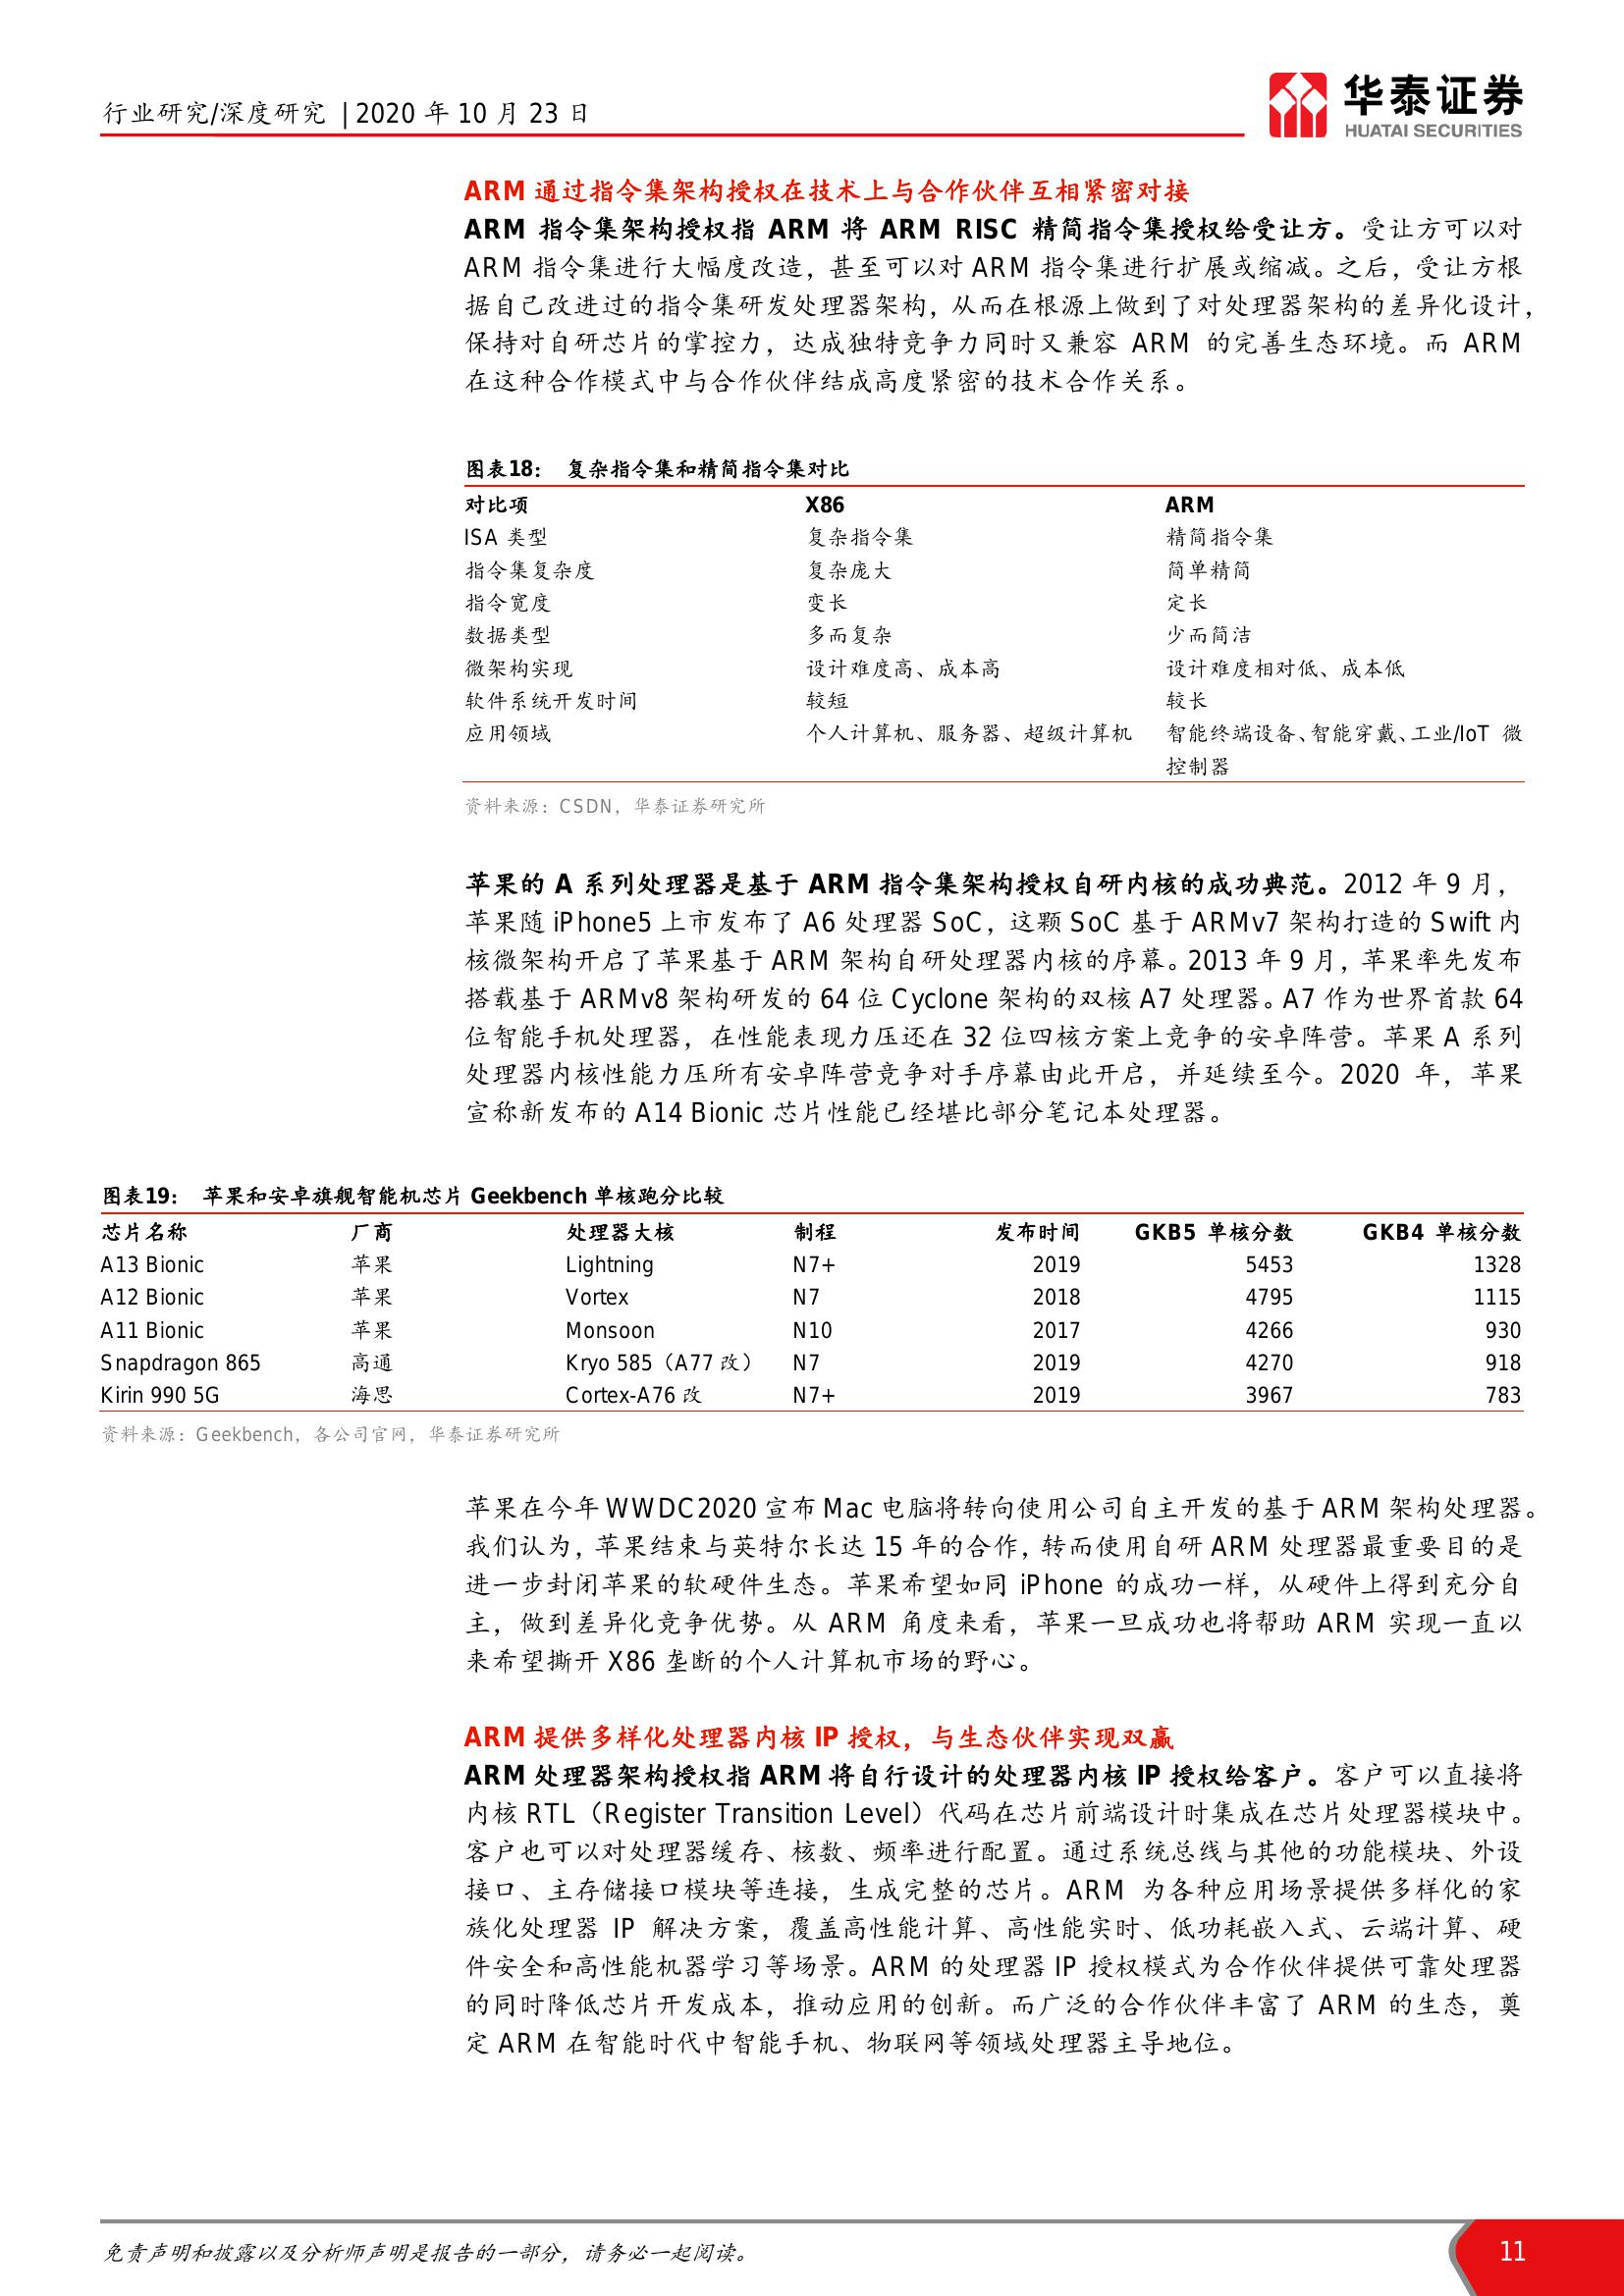 行业研究/深度研究 | 2020 年 10 月 23 日
华泰证券
HUATAI SECURITIES
ARM 通过指令集架构授权在技术上与合作伙伴互相紧密对接
ARM 指令集架构授权指 ARM 将 ARM RISC 精简指令集授权给受让方。受让方可以对
ARM 指令集进行大幅度改造，甚至可以对 ARM 指令集进行扩展或缩减。之后，受让方根
据自己改进过的指令集研发处理器架构，从而在根源上做到了对处理器架构的差异化设计，
保持对自研芯片的掌控力，达成独特竞争力同时又兼容 ARM 的完善生态环境。而 ARM
在这种合作模式中与合作伙伴结成高度紧密的技术合作关系。
图表18： 复杂指令集和精简指令集对比
对比项 X86 ARM
ISA 类型 复杂指令集 精简指令集
指令集复杂度 复杂庞大 简单精简
指令宽度 变长 定长
数据类型 多而复杂 少而简洁
微架构实现 设计难度高、成本高 设计难度相对低、成本低
软件系统开发时间 较短 较长
应用领域 个人计算机、服务器、超级计算机 智能终端设备、智能穿戴、工业/IoT 微
控制器
资料来源：CSDN，华泰证券研究所
苹果的 A 系列处理器是基于 ARM 指令集架构授权自研内核的成功典范。2012 年 9 月，
苹果随 iPhone5 上市发布了 A6 处理器 SoC，这颗 SoC 基于 ARMv7 架构打造的 Swift 内
核微架构开启了苹果基于 ARM 架构自研处理器内核的序幕。2013 年 9 月，苹果率先发布
搭载基于 ARMv8 架构研发的 64 位 Cyclone 架构的双核 A7 处理器。A7 作为世界首款 64
位智能手机处理器，在性能表现力压还在 32 位四核方案上竞争的安卓阵营。苹果 A 系列
处理器内核性能力压所有安卓阵营竞争对手序幕由此开启，并延续至今。2020 年，苹果
宣称新发布的 A14 Bionic 芯片性能已经堪比部分笔记本处理器。
图表19： 苹果和安卓旗舰智能机芯片 Geekbench 单核跑分比较
芯片名称 厂商 处理器大核 制程 发布时间 GKB5 单核分数 GKB4 单核分数
A13 Bionic 苹果 Lightning N7+ 2019 5453 1328
A12 Bionic 苹果 Vortex N7 2018 4795 1115
A11 Bionic 苹果 Monsoon N10 2017 4266 930
Snapdragon 865 高通 Kryo 585（A77 改） N7 2019 4270 918
Kirin 990 5G 海思 Cortex-A76 改 N7+ 2019 3967 783
资料来源：Geekbench，各公司官网，华泰证券研究所
苹果在今年 WWDC2020 宣布 Mac 电脑将转向使用公司自主开发的基于 ARM 架构处理器。
我们认为，苹果结束与英特尔长达 15 年的合作，转而使用自研 ARM 处理器最重要目的是
进一步封闭苹果的软硬件生态。苹果希望如同 iPhone 的成功一样，从硬件上得到充分自
主，做到差异化竞争优势。从 ARM 角度来看，苹果一旦成功也将帮助 ARM 实现一直以
来希望撕开 X86 垄断的个人计算机市场的野心。
ARM 提供多样化处理器内核 IP 授权，与生态伙伴实现双赢
ARM 处理器架构授权指 ARM 将自行设计的处理器内核 IP 授权给客户。客户可以直接将
内核 RTL（Register Transition Level）代码在芯片前端设计时集成在芯片处理器模块中。
客户也可以对处理器缓存、核数、频率进行配置。通过系统总线与其他的功能模块、外设
接口、主存储接口模块等连接，生成完整的芯片。ARM 为各种应用场景提供多样化的家
族化处理器 IP 解决方案，覆盖高性能计算、高性能实时、低功耗嵌入式、云端计算、硬
件安全和高性能机器学习等场景。ARM 的处理器 IP 授权模式为合作伙伴提供可靠处理器
的同时降低芯片开发成本，推动应用的创新。而广泛的合作伙伴丰富了 ARM 的生态，奠
定 ARM 在智能时代中智能手机、物联网等领域处理器主导地位。
免责声明和披露以及分析师声明是报告的一部分，请务必一起阅读。
11